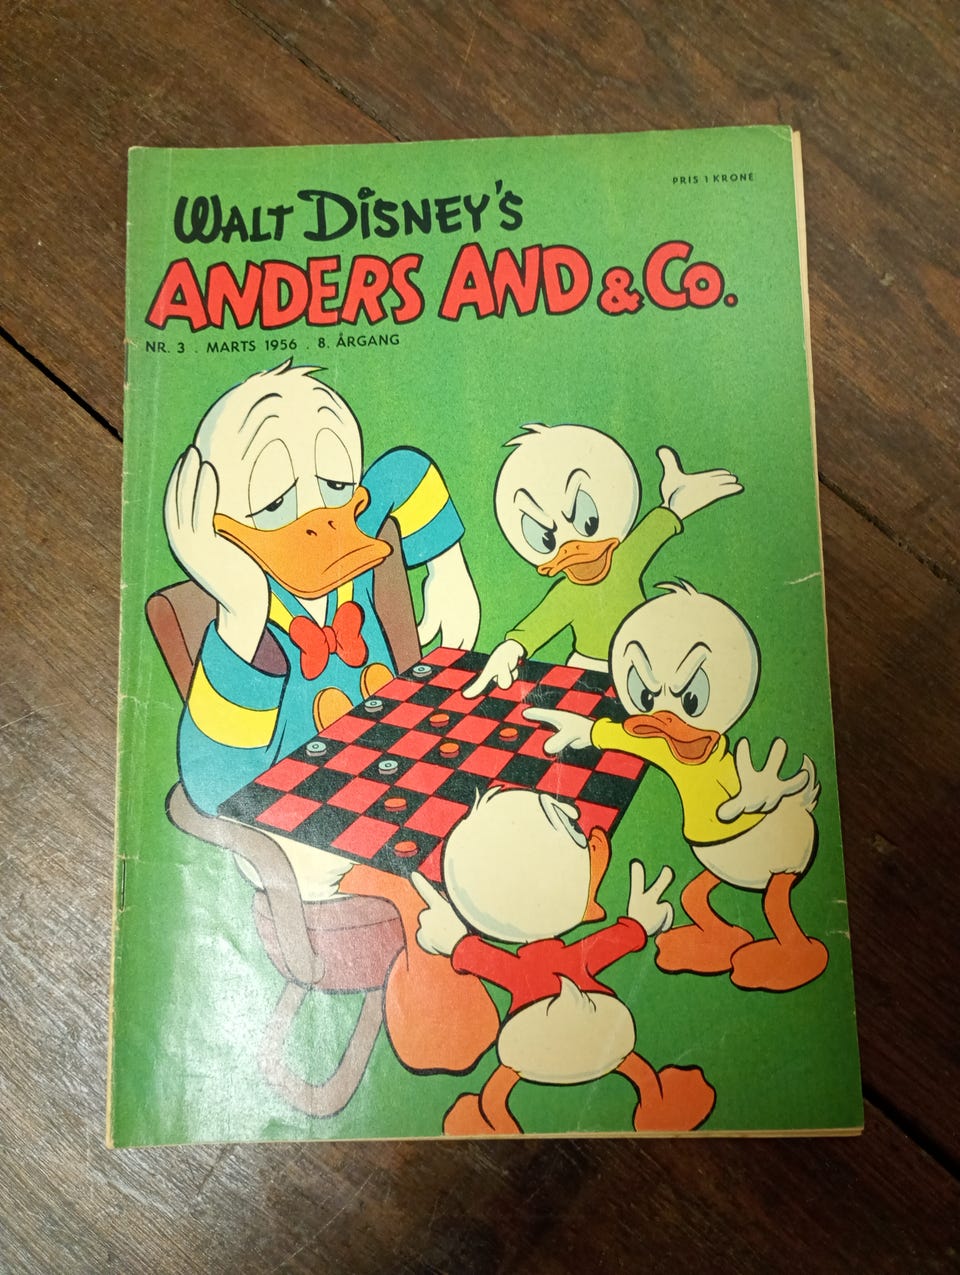 PRIS 1 KRONE
WALT DISNEY'S
ANDERS AND & Co.
NR. 3 . MARTS 1956 . 8. ÅRGANG